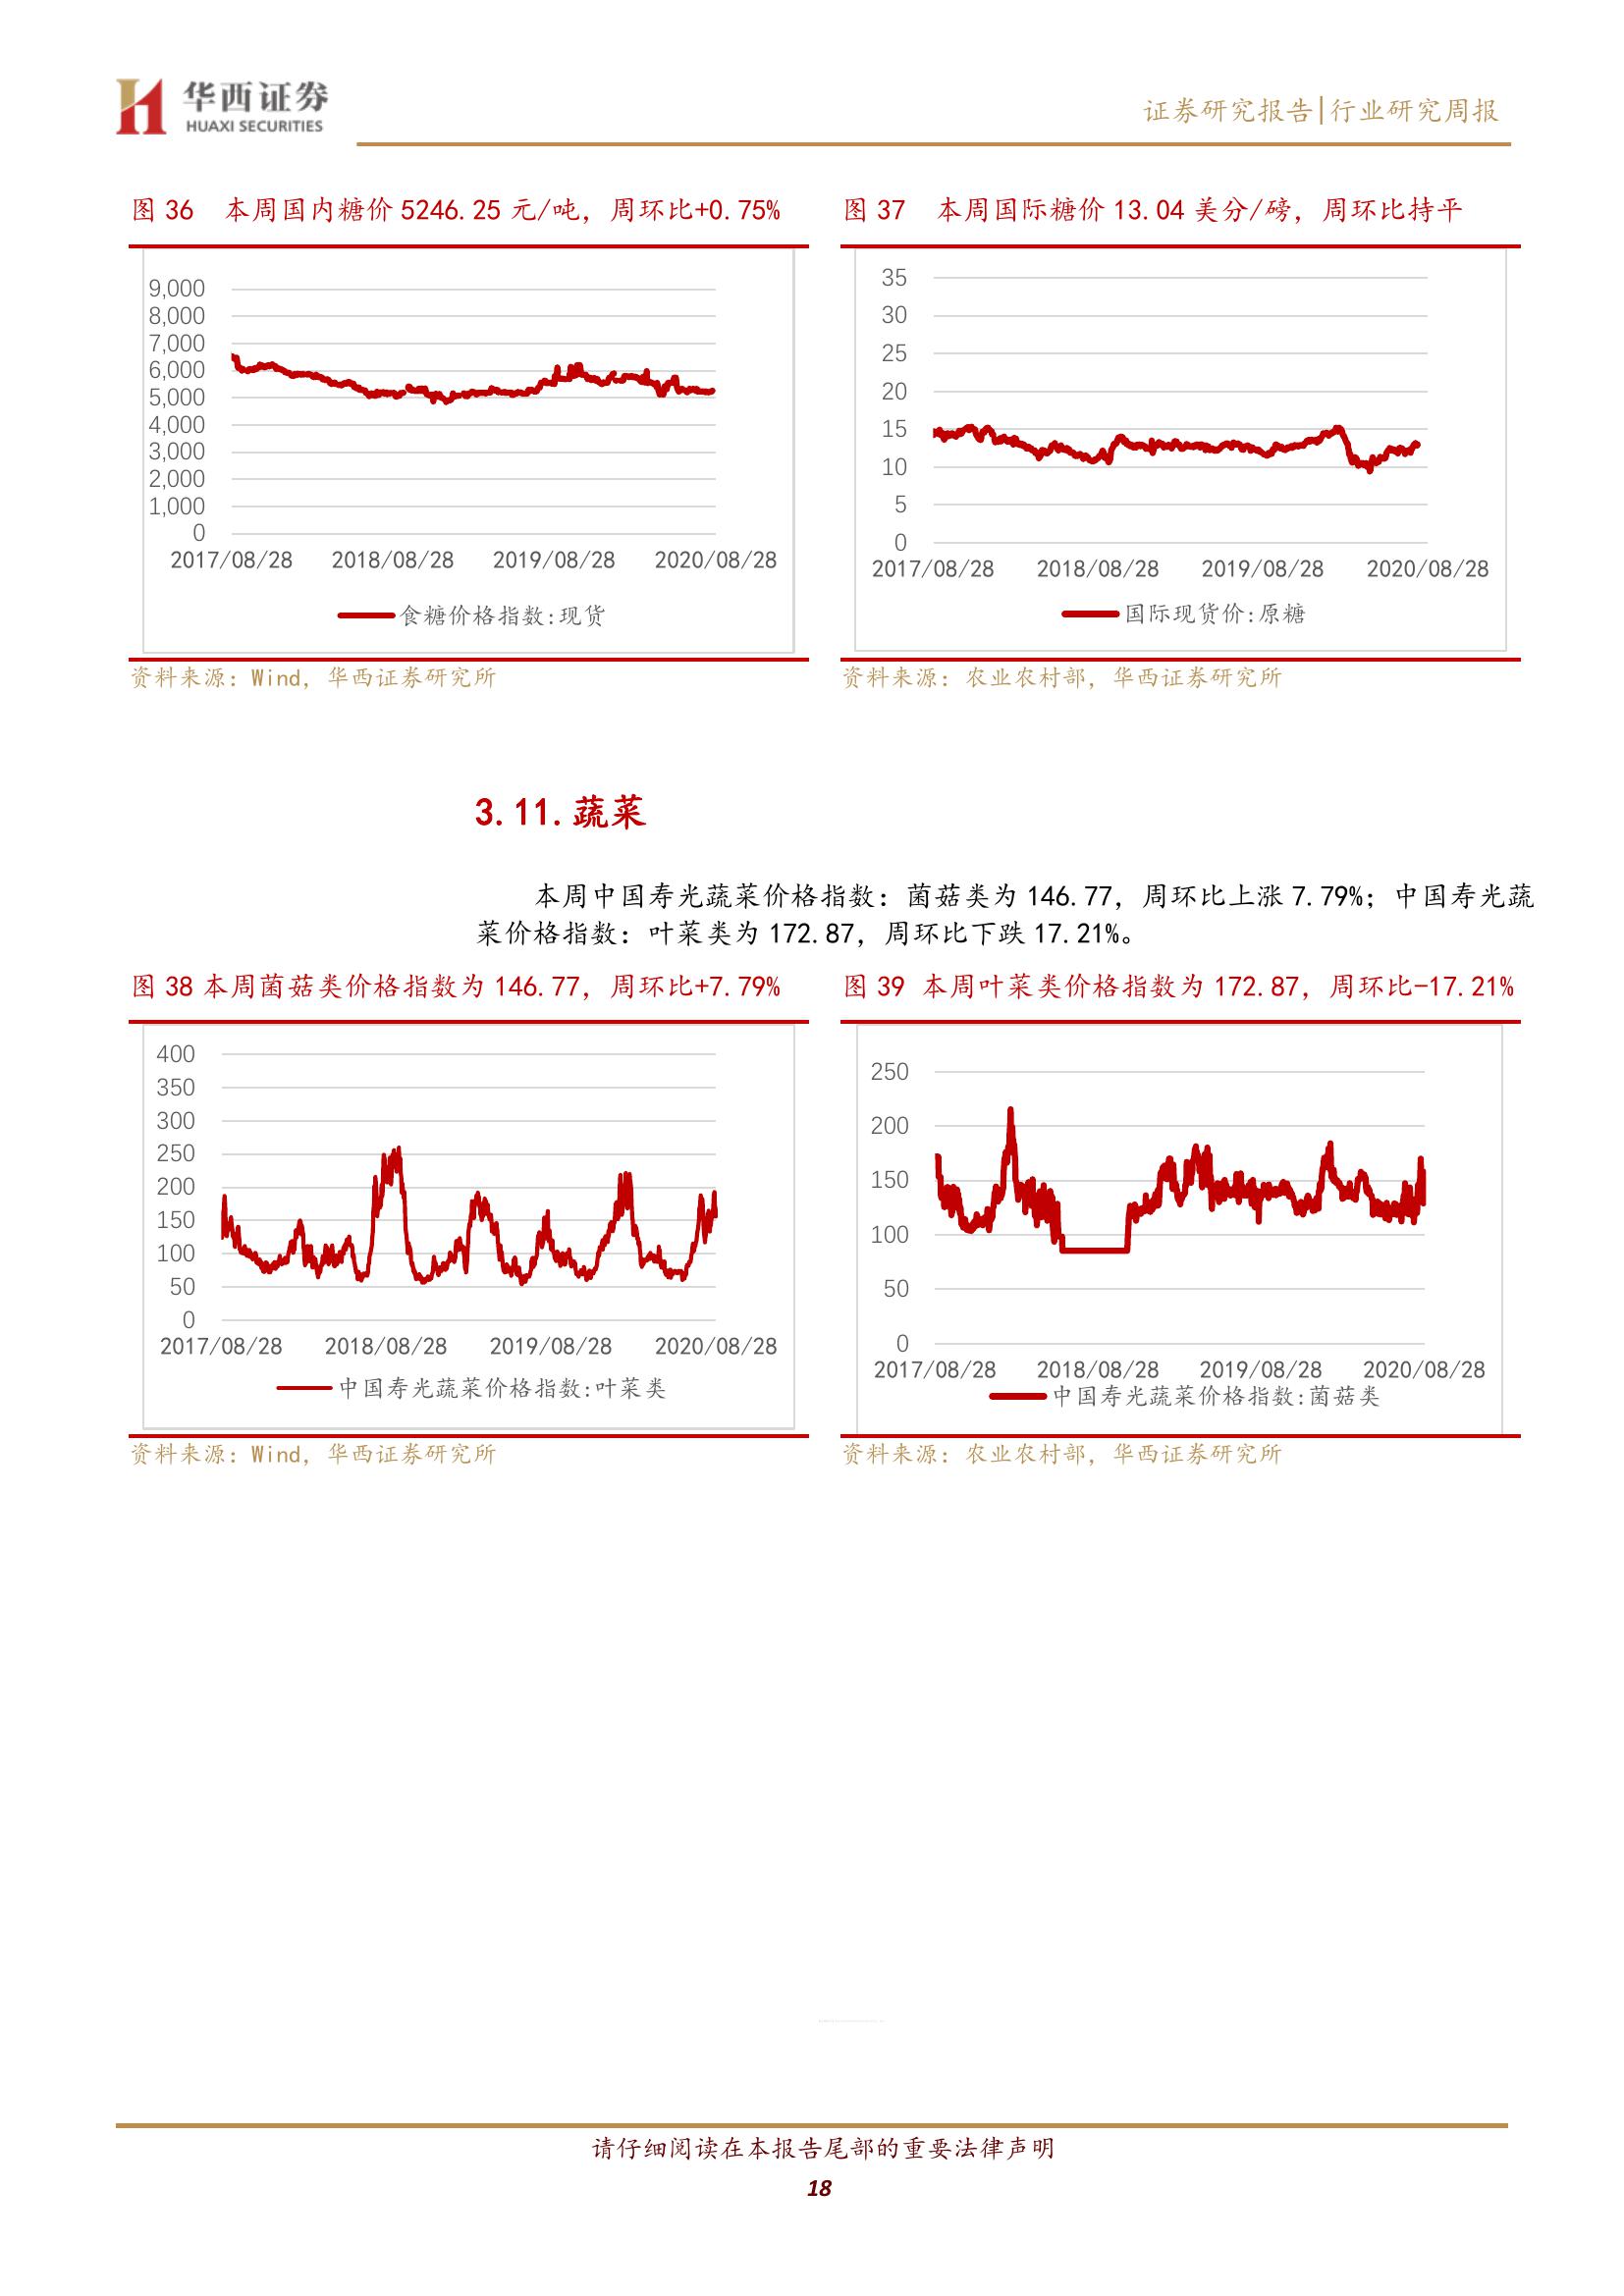 华西证券
HUAXI SECURITIES
证券研究报告|行业研究周报
图 36 本周国内糖价 5246.25 元/吨，周环比+0.75%
9,000
8,000
7,000
6,000
5,000
4,000
3,000
2,000
1,000
0
2017/08/28 2018/08/28 2019/08/28 2020/08/28
食糖价格指数:现货
资料来源：Wind，华西证券研究所
图 37 本周国际糖价 13.04 美分/磅，周环比持平
35
30
25
20
15
10
5
0
2017/08/28 2018/08/28 2019/08/28 2020/08/28
国际现货价:原糖
资料来源：农业农村部，华西证券研究所
3.11.蔬菜
本周中国寿光蔬菜价格指数：菌菇类为 146.77，周环比上涨 7.79%；中国寿光蔬
菜价格指数：叶菜类为 172.87，周环比下跌 17.21%。
图 38 本周菌菇类价格指数为 146.77，周环比+7.79%
400
350
300
250
200
150
100
50
0
2017/08/28 2018/08/28 2019/08/28 2020/08/28
中国寿光蔬菜价格指数:叶菜类
资料来源：Wind，华西证券研究所
图 39 本周叶菜类价格指数为 172.87，周环比-17.21%
250
200
150
100
50
0
2017/08/28 2018/08/28 2019/08/28 2020/08/28
中国寿光蔬菜价格指数:菌菇类
资料来源：农业农村部，华西证券研究所
请仔细阅读在本报告尾部的重要法律声明
18